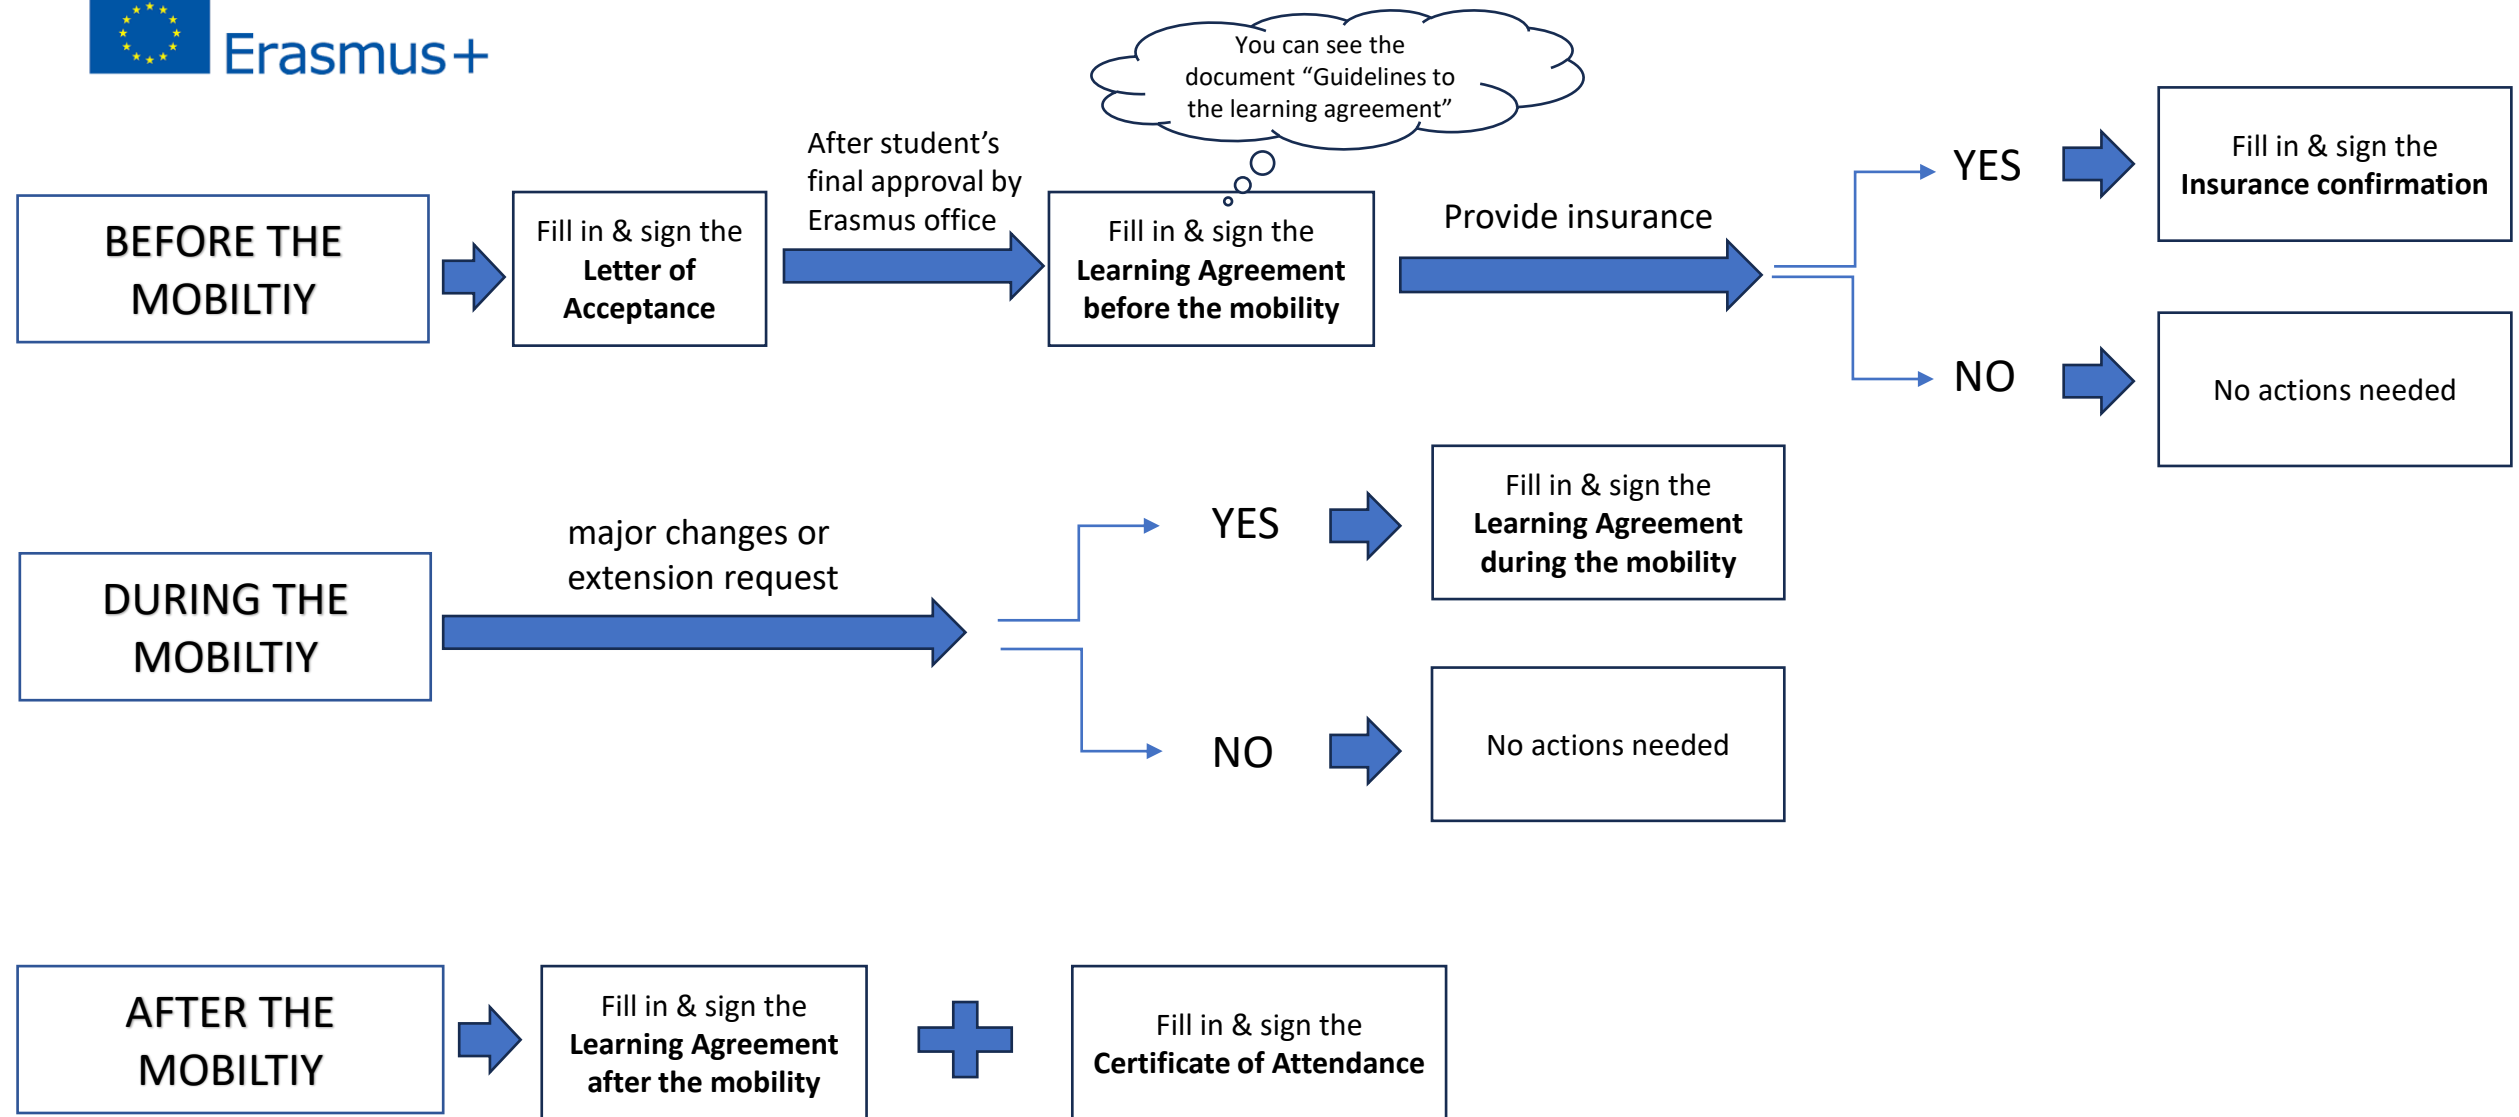 Erasmus+
You can see the
document “Guidelines to
the learning agreement”
BEFORE THE
MOBILTIY
Fill in & sign the
Letter of
Acceptance
After student’s
final approval by
Erasmus office
Fill in & sign the
Learning Agreement
before the mobility
Provide insurance
YES
Fill in & sign the
Insurance confirmation
NO
No actions needed
DURING THE
MOBILTIY
major changes or
extension request
YES
Fill in & sign the
Learning Agreement
during the mobility
NO
No actions needed
AFTER THE
MOBILTIY
Fill in & sign the
Learning Agreement
after the mobility
Fill in & sign the
Certificate of Attendance